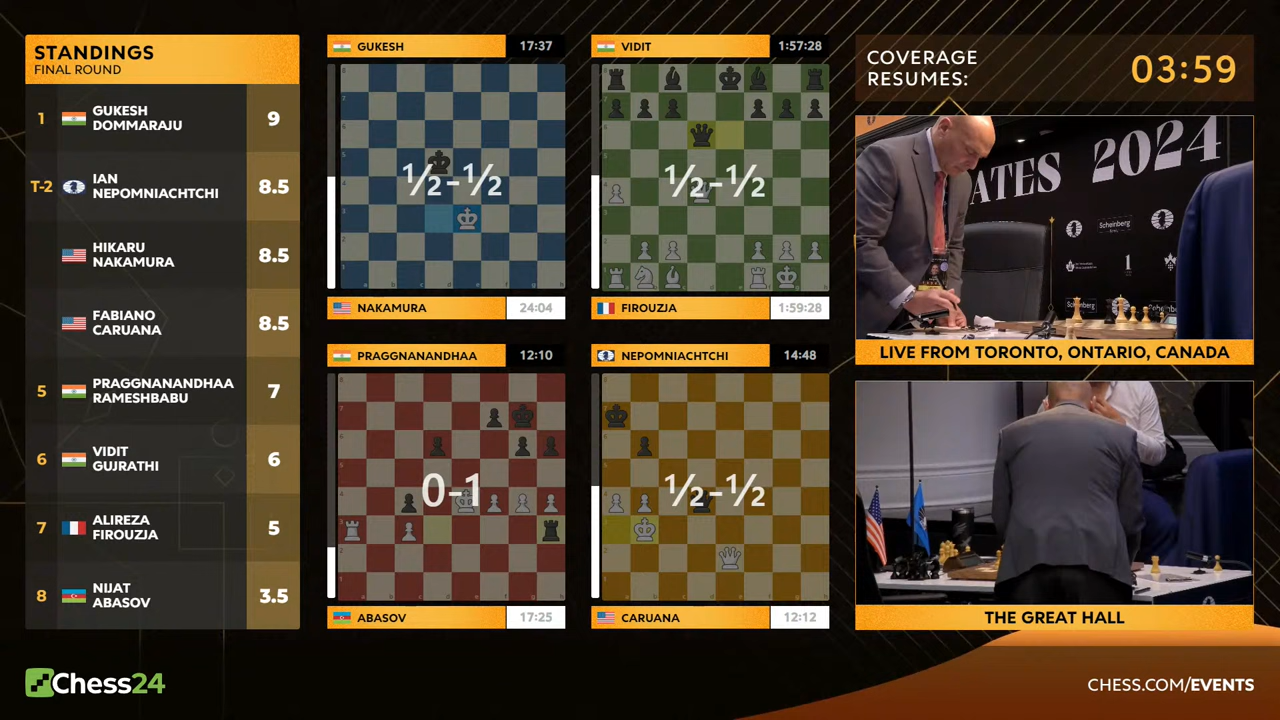 STANDINGS
FINAL ROUND
1 GUKESH DOMMARAJU 9
T-2 IAN NEPOMNIACHTCHI 8.5
HIKARU NAKAMURA 8.5
FABIANO CARUANA 8.5
5 PRAGGNANANDHAA RAMESHBABU 7
6 VIDIT GUJRATHI 6
7 ALIREZA FIROUZJA 5
8 NIJAT ABASOV 3.5
GUKESH 17:37
½-½
NAKAMURA 24:04
VIDIT 1:57:28
½-½
FIROUZJA 1:59:28
PRAGGNANANDHAA 12:10
0-1
ABASOV 17:25
NEPOMNIACHTCHI 14:48
½-½
CARUANA 12:12
COVERAGE
RESUMES:
03:59
ATES 2024
Scheinberg
LIVE FROM TORONTO, ONTARIO, CANADA
THE GREAT HALL
Chess24
CHESS.COM/EVENTS